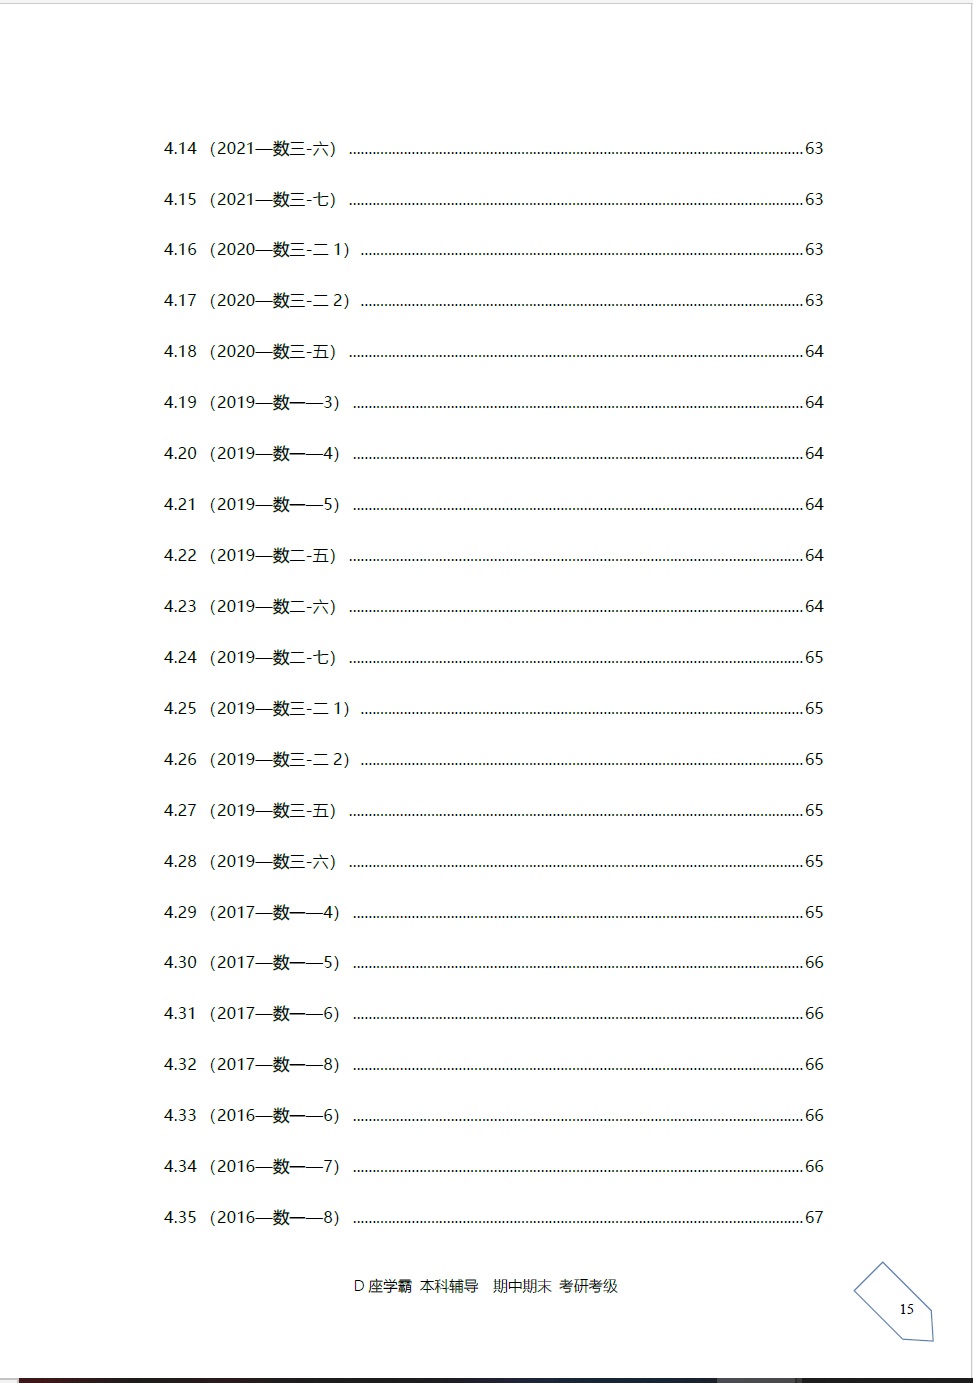 4.14 （2021—数三-六） ........ 63
4.15 （2021—数三-七） ........ 63
4.16 （2020—数三-二 1） ........ 63
4.17 （2020—数三-二 2） ........ 63
4.18 （2020—数三-五） ........ 64
4.19 （2019—数一—3） ........ 64
4.20 （2019—数一—4） ........ 64
4.21 （2019—数一—5） ........ 64
4.22 （2019—数二-五） ........ 64
4.23 （2019—数二-六） ........ 64
4.24 （2019—数二-七） ........ 65
4.25 （2019—数三-二 1） ........ 65
4.26 （2019—数三-二 2） ........ 65
4.27 （2019—数三-五） ........ 65
4.28 （2019—数三-六） ........ 65
4.29 （2017—数一—4） ........ 65
4.30 （2017—数一—5） ........ 66
4.31 （2017—数一—6） ........ 66
4.32 （2017—数一—8） ........ 66
4.33 （2016—数一—6） ........ 66
4.34 （2016—数一—7） ........ 66
4.35 （2016—数一—8） ........ 67
D 座学霸 本科辅导 期中期末 考研考级
15